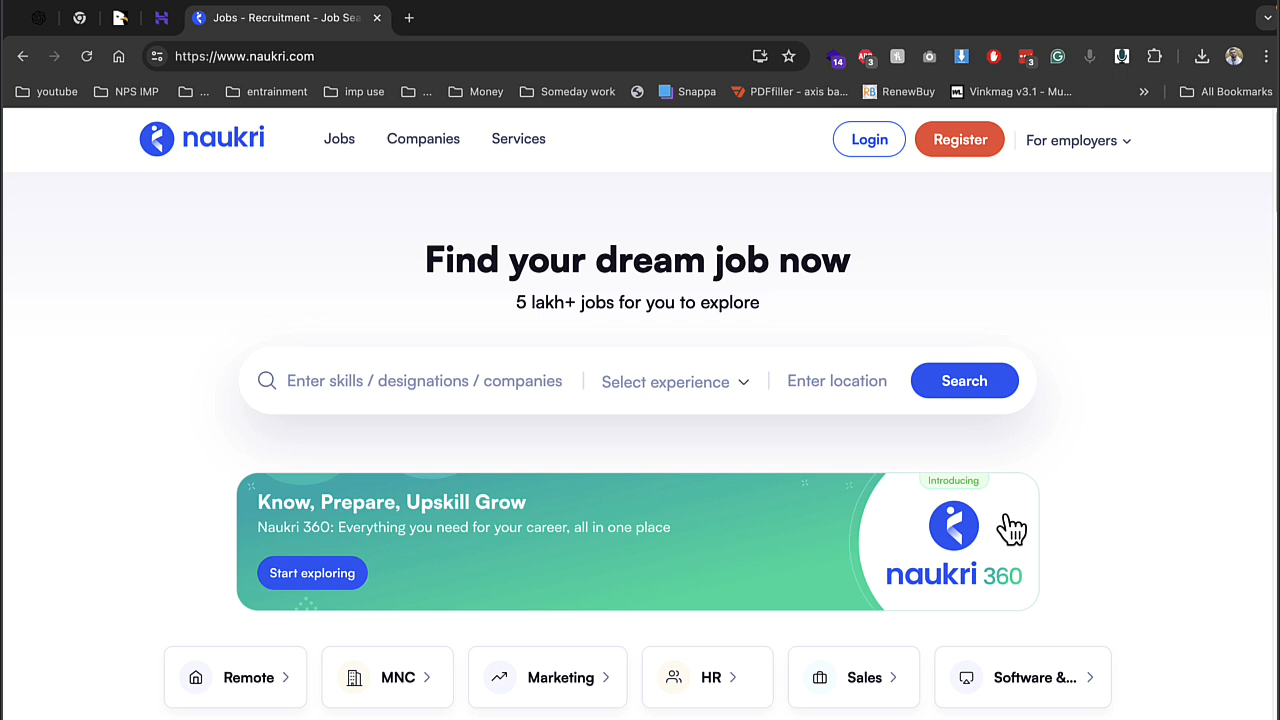 Jobs - Recruitment - Job Sea
https://www.naukri.com
14
3
3
youtube
NPS IMP
...
entrainment
imp use
...
Money
Someday work
Snappa
PDFfiller - axis ba...
RB RenewBuy
Vinkmag v3.1 - Mu...
All Bookmarks
naukri
Jobs
Companies
Services
Login
Register
For employers
Find your dream job now
5 lakh+ jobs for you to explore
Enter skills / designations / companies
Select experience
Enter location
Search
Know, Prepare, Upskill Grow
Naukri 360: Everything you need for your career, all in one place
Start exploring
Introducing
naukri 360
Remote
MNC
Marketing
HR
Sales
Software &...